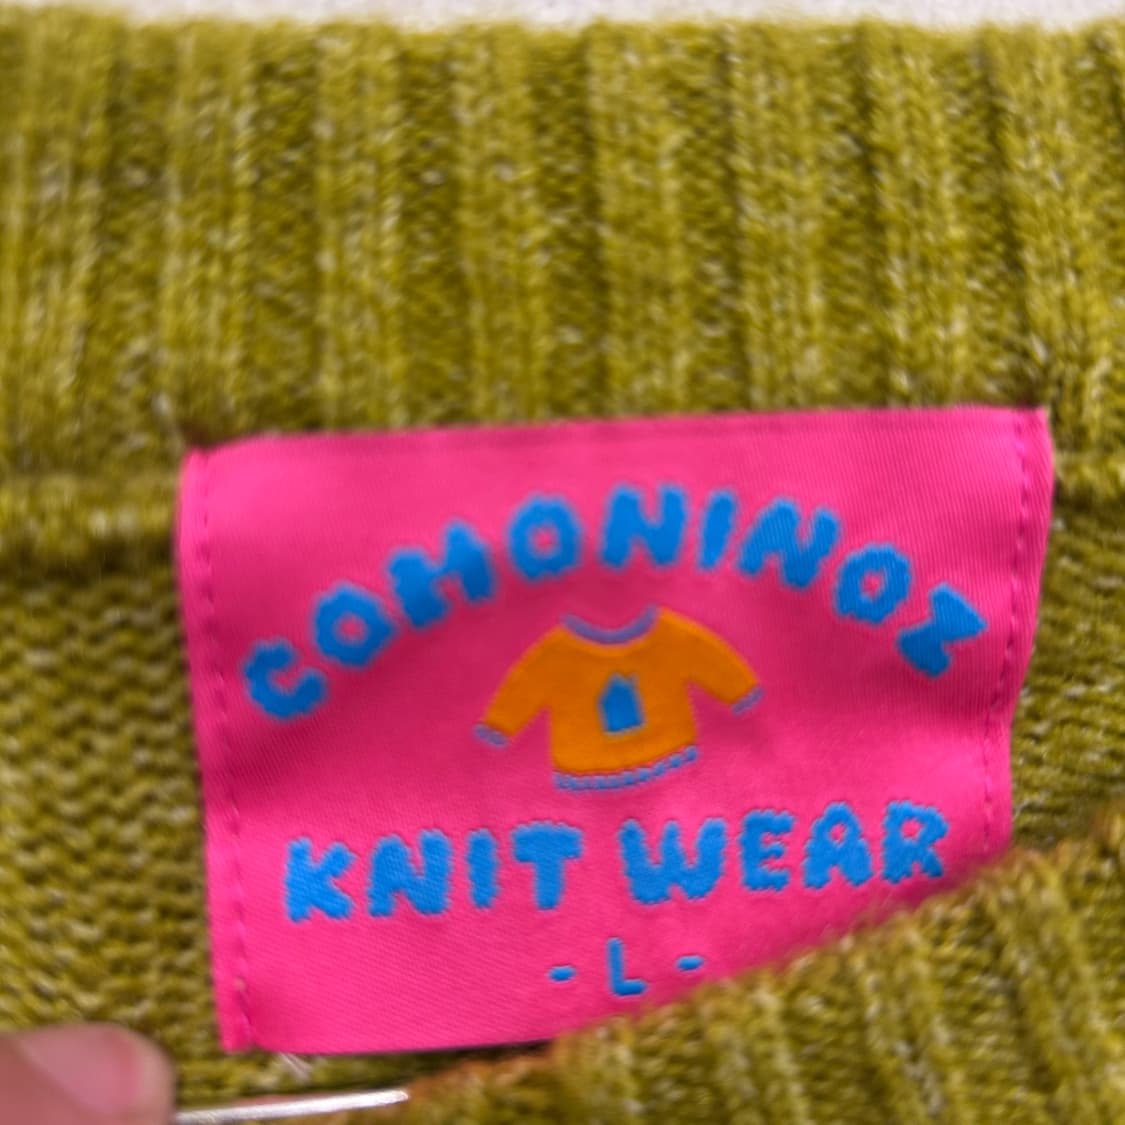 COMONINOZ
KNIT WEAR
- L -